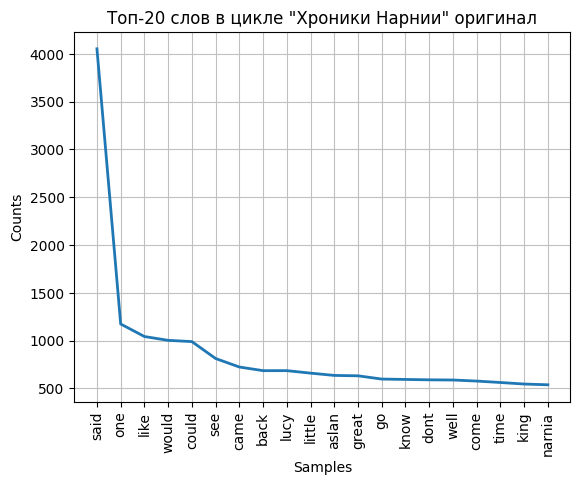 Топ-20 слов в цикле "Хроники Нарнии" оригинал
Counts
4000
3500
3000
2500
2000
1500
1000
500
said
one
like
would
could
see
came
back
lucy
little
aslan
great
go
know
dont
well
come
time
king
narnia
Samples